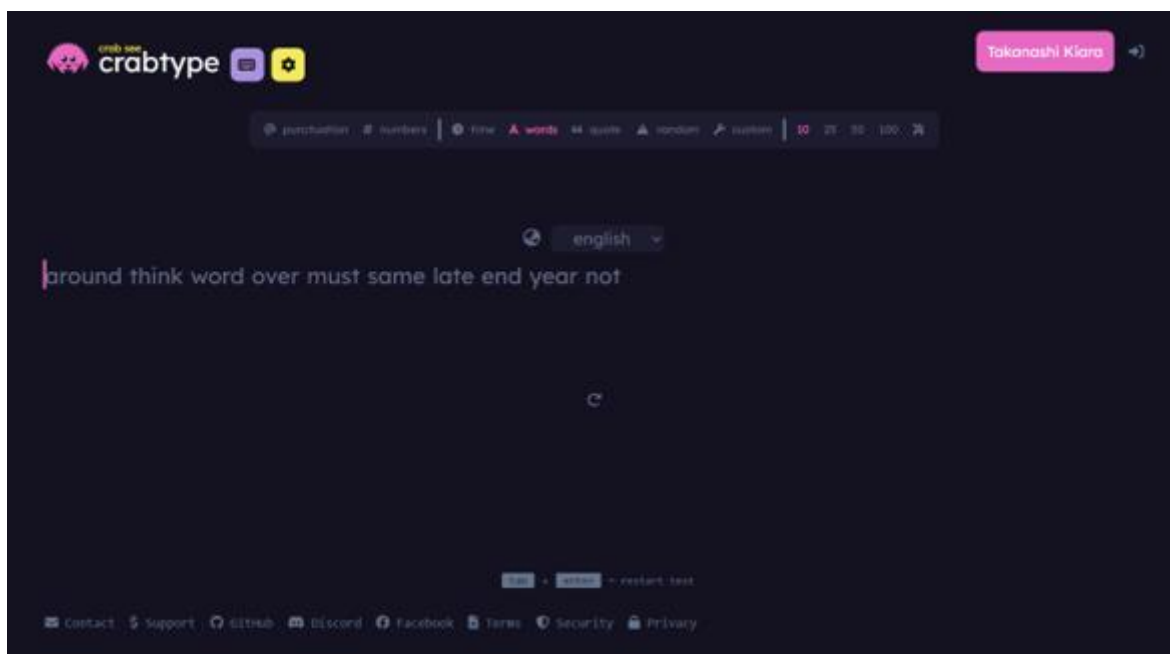 crab see
crabtype
Takanashi Kiara
@ punctuation # numbers time A words quote random custom 10 25 50 100
english
around think word over must same late end year not
tab + enter - restart test
Contact $ Support GitHub Discord Facebook Terms Security Privacy